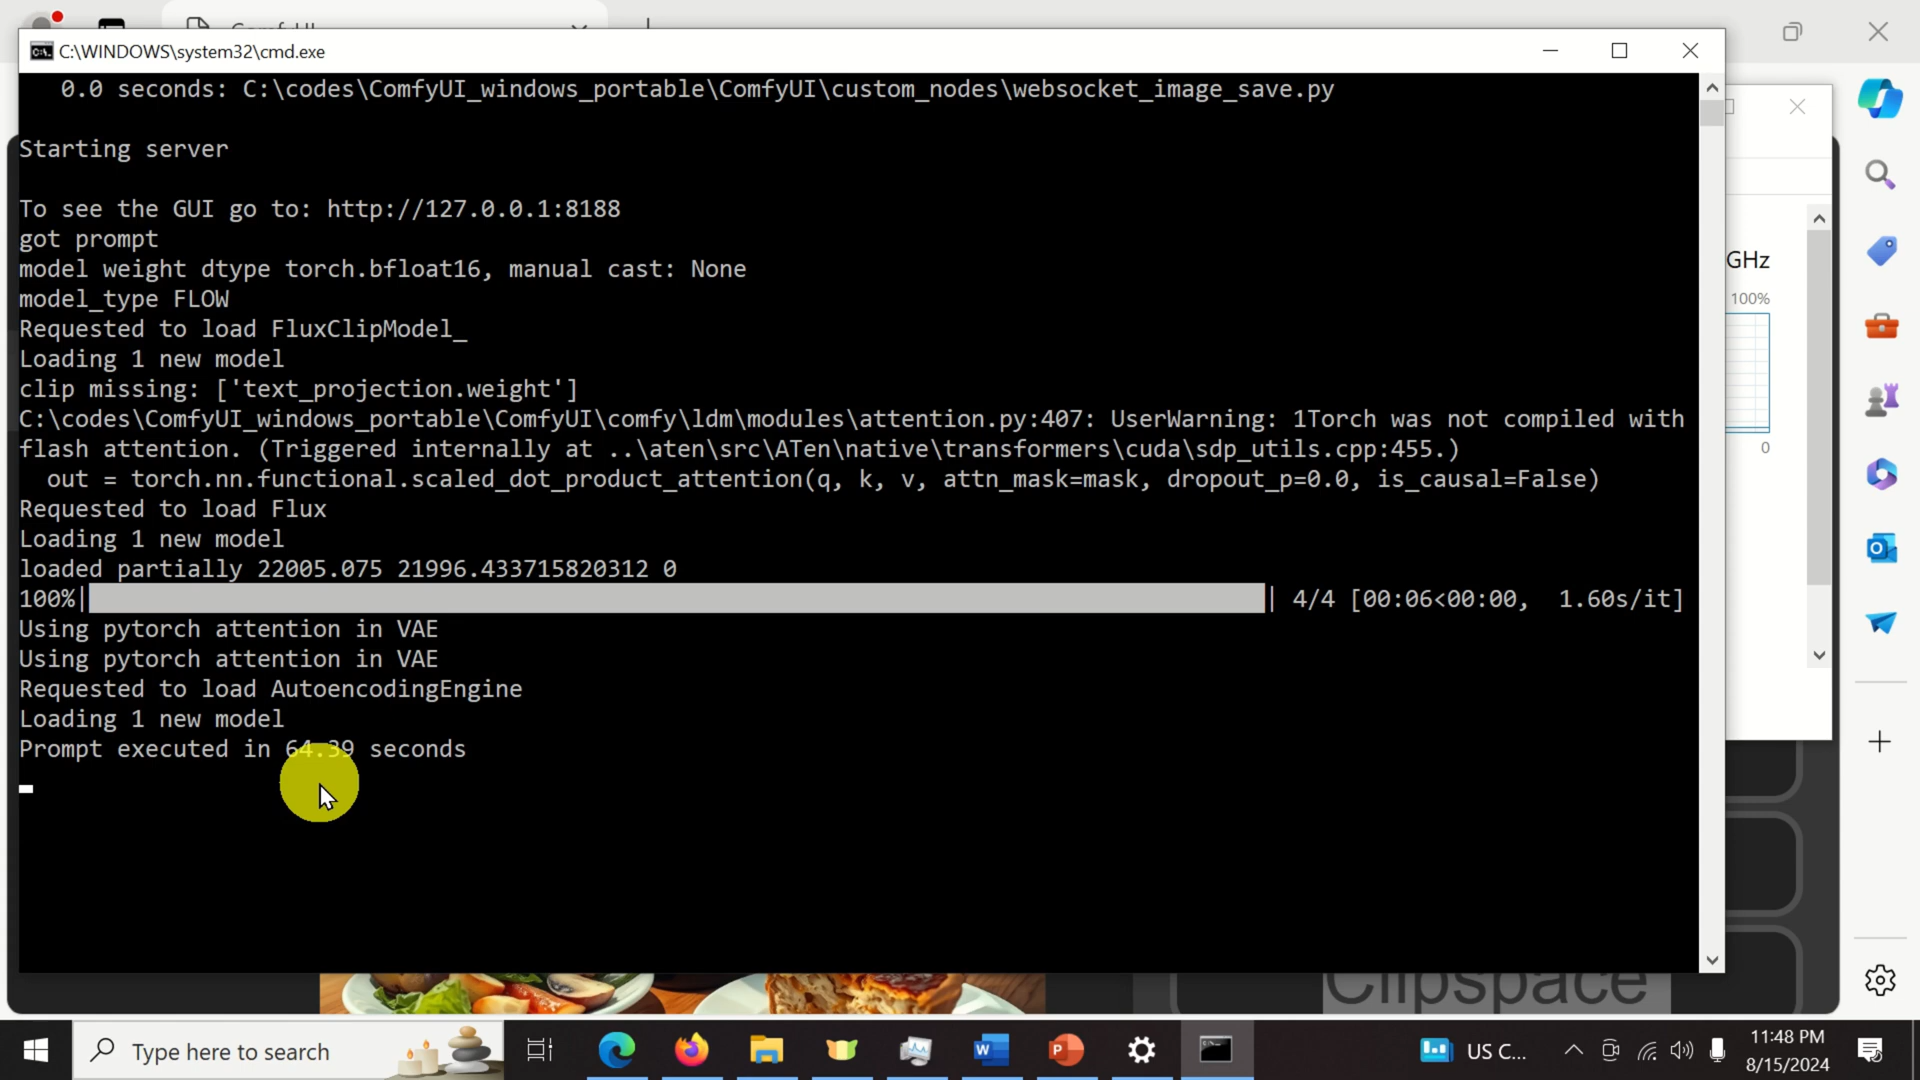 C:\WINDOWS\system32\cmd.exe
0.0 seconds: C:\codes\ComfyUI_windows_portable\ComfyUI\custom_nodes\websocket_image_save.py
Starting server
To see the GUI go to: http://127.0.0.1:8188
got prompt
model weight dtype torch.bfloat16, manual cast: None
model_type FLOW
Requested to load FluxClipModel_
Loading 1 new model
clip missing: ['text_projection.weight']
C:\codes\ComfyUI_windows_portable\ComfyUI\comfy\ldm\modules\attention.py:407: UserWarning: 1Torch was not compiled with
flash attention. (Triggered internally at ..\aten\src\ATen\native\transformers\cuda\sdp_utils.cpp:455.)
out = torch.nn.functional.scaled_dot_product_attention(q, k, v, attn_mask=mask, dropout_p=0.0, is_causal=False)
Requested to load Flux
Loading 1 new model
loaded partially 22005.075 21996.433715820312 0
100%| | 4/4 [00:06<00:00, 1.60s/it]
Using pytorch attention in VAE
Using pytorch attention in VAE
Requested to load AutoencodingEngine
Loading 1 new model
Prompt executed in 64.39 seconds
GHz
100%
0
Clipspace
Type here to search
US C...
11:48 PM
8/15/2024